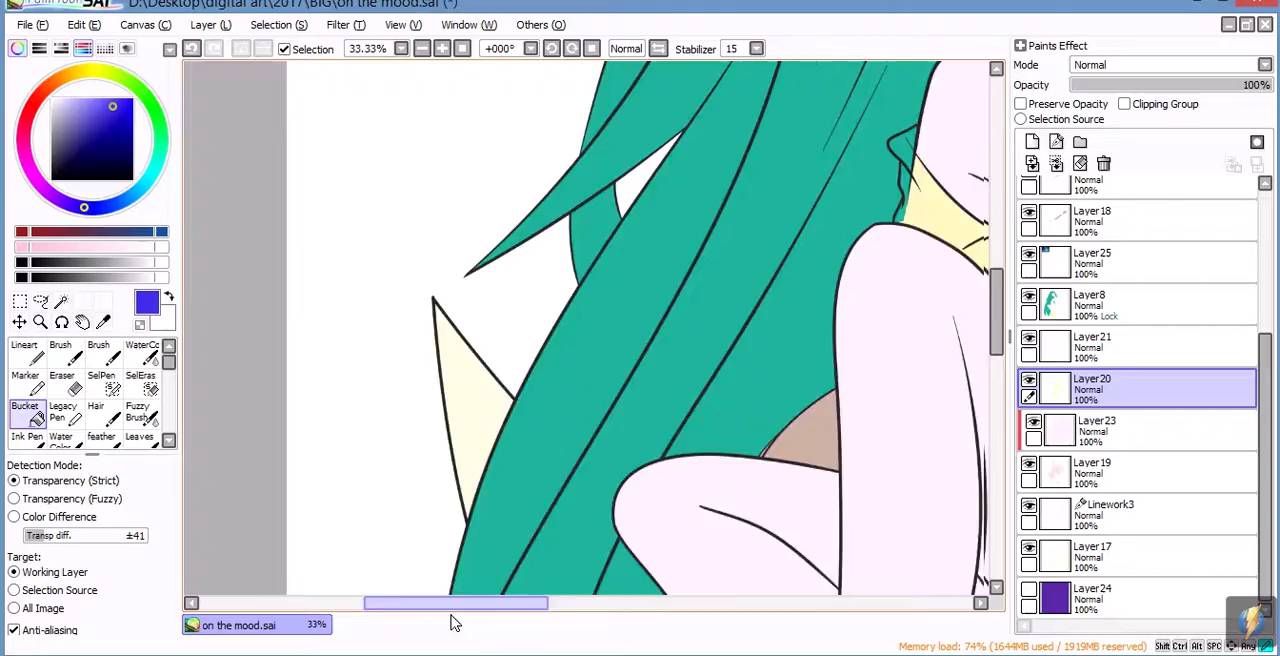 PaintTool SAI D:\Desktop\digital art\2017\BIG\on the mood.sai (*)
File (F) Edit (E) Canvas (C) Layer (L) Selection (S) Filter (T) View (V) Window (W) Others (O)
Selection 33.33% +000° Normal Stabilizer 15
Paints Effect
Mode Normal
Opacity 100%
Preserve Opacity Clipping Group
Selection Source
Normal
100%
Layer18
Normal
100%
Layer25
Normal
100%
Layer8
Normal
100% Lock
Layer21
Normal
100%
Layer20
Normal
100%
Layer23
Normal
100%
Layer19
Normal
100%
Linework3
Normal
100%
Layer17
Normal
100%
Layer24
Normal
100%
Lineart Brush Brush WaterCo
Marker Eraser SelPen SelEras
Bucket Legacy Pen Hair Fuzzy Brush
Ink Pen Water Color feather Leaves
Detection Mode:
Transparency (Strict)
Transparency (Fuzzy)
Color Difference
Transp diff. ±41
Target:
Working Layer
Selection Source
All Image
Anti-aliasing
on the mood.sai 33%
Memory load: 74% (1644MB used / 1919MB reserved) Shift Ctrl Alt SPC Any